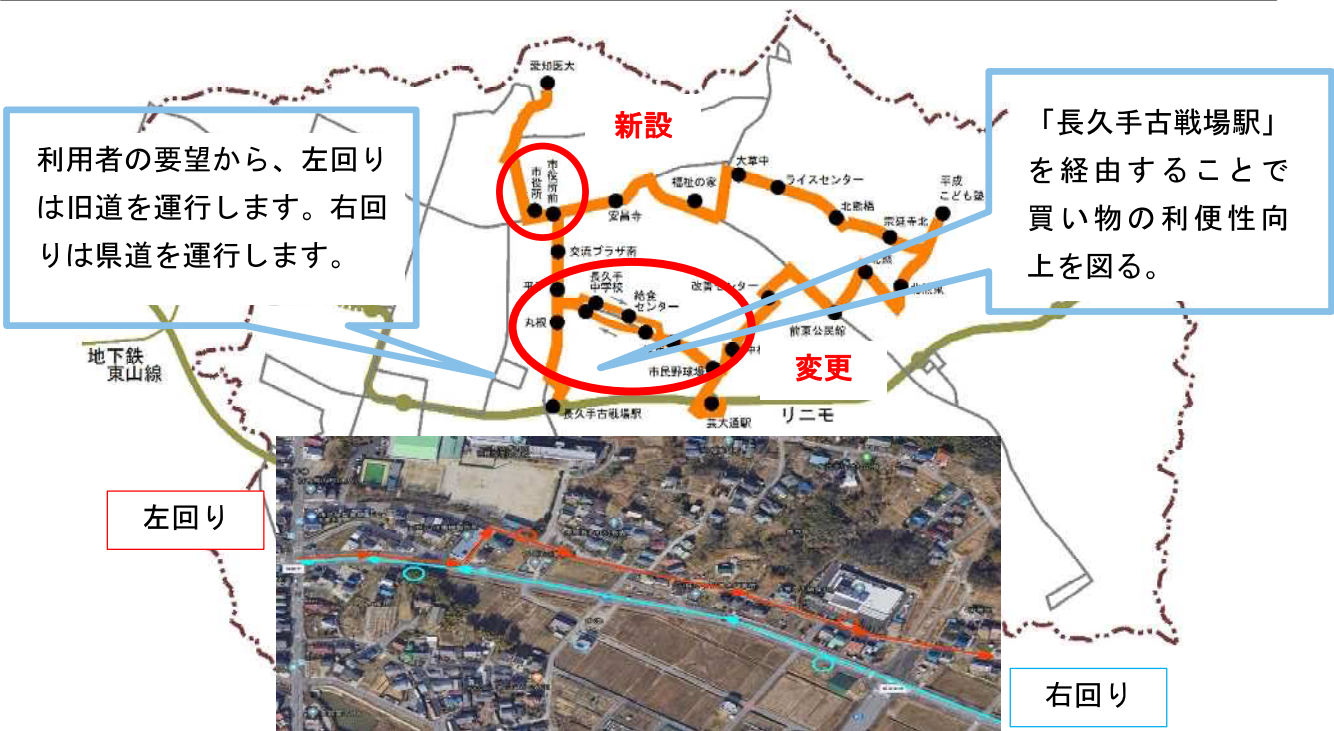 愛知医大
新設
利用者の要望から、左回り
は旧道を運行します。右回
りは県道を運行します。
「長久手古戦場駅」
を経由することで
買い物の利便性向
上を図る。
市役所
市役所前
安昌寺
福祉の家
大草中
ライスセンター
北熊橋
宗延寺北
平成
こども塾
交流プラザ南
長久手
中学校
給食
センター
丸根
改善センター
前東公民館
市民野球場
変更
地下鉄
東山線
長久手古戦場駅
芸大通駅
リニモ
左回り
右回り